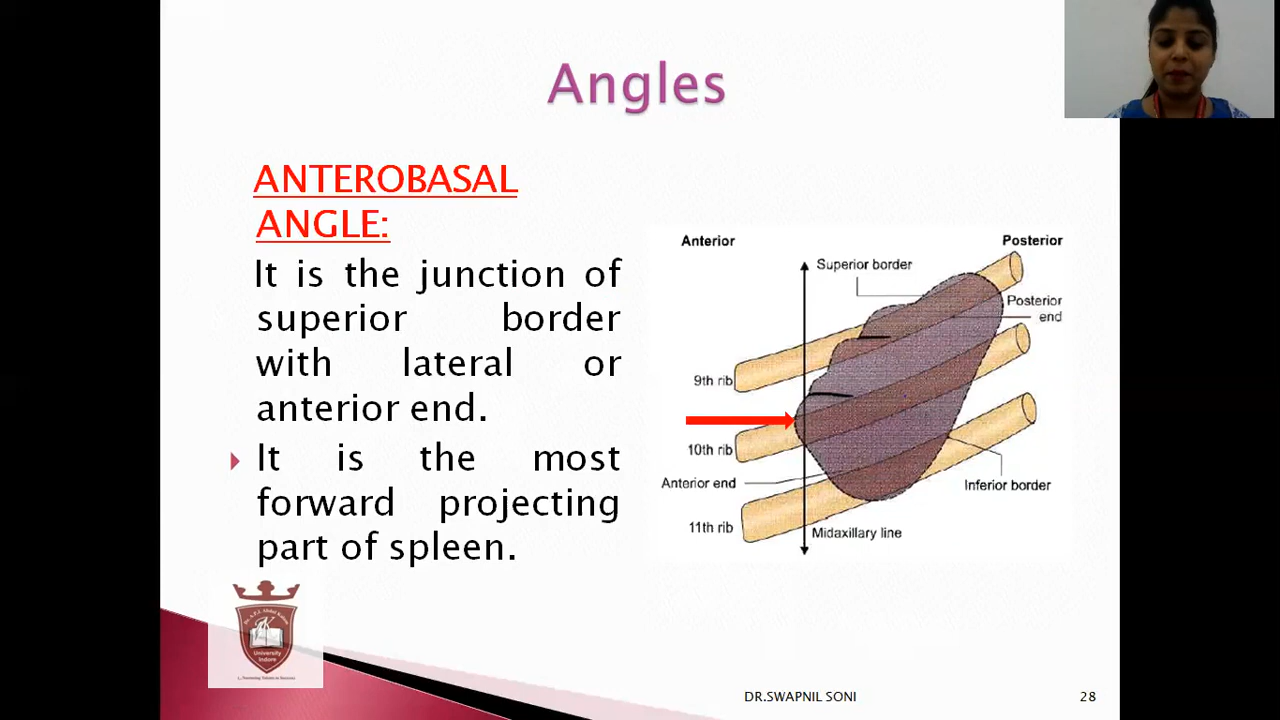 Angles
ANTEROBASAL
ANGLE:
It is the junction of
superior border
with lateral or
anterior end.
It is the most
forward projecting
part of spleen.
Anterior
Posterior
Superior border
Posterior
end
9th rib
10th rib
Anterior end
Inferior border
11th rib
Midaxillary line
University
Indore
DR.SWAPNIL SONI
28